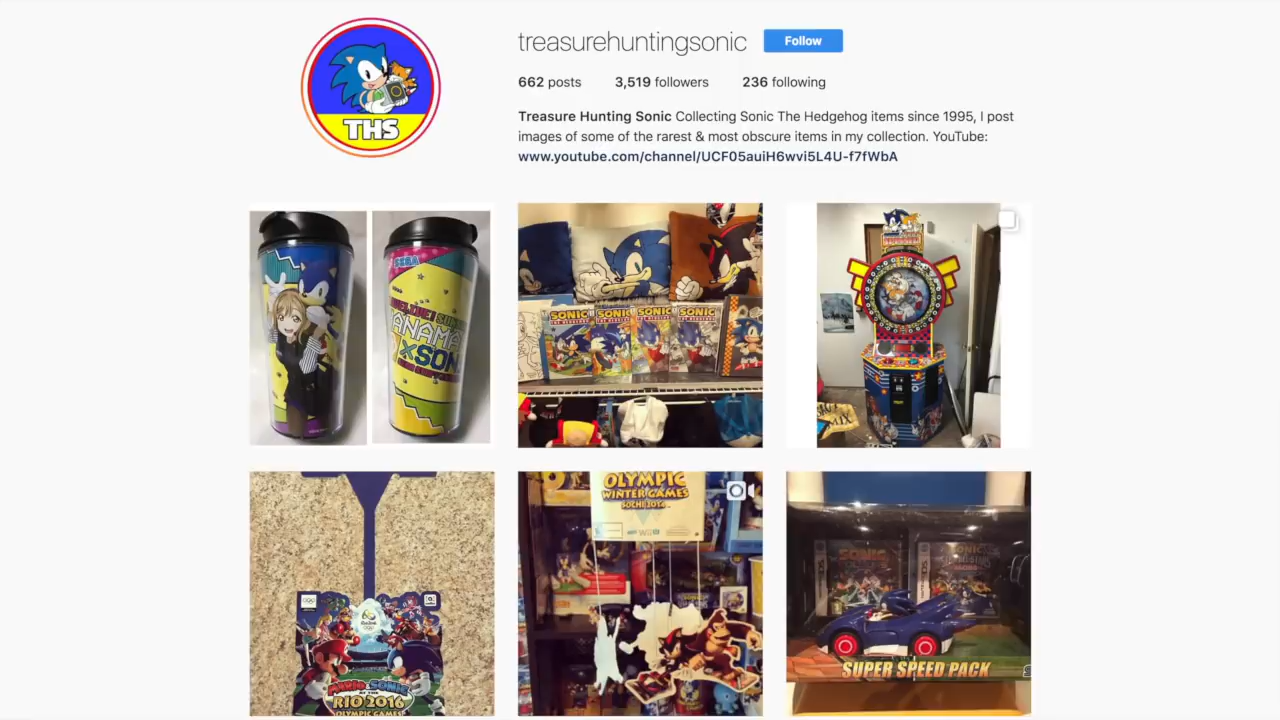 treasurehuntingsonic Follow
662 posts 3,519 followers 236 following
Treasure Hunting Sonic Collecting Sonic The Hedgehog items since 1995, I post
images of some of the rarest & most obscure items in my collection. YouTube:
www.youtube.com/channel/UCF05auiH6wvi5L4U-f7fWbA
THS
SEGA
SONIC SONIC SONIC SONIC
OLYMPIC
WINTER GAMES
SOCHI 2014
MARIO & SONIC
AT THE
RIO 2016
OLYMPIC GAMES
SUPER SPEED PACK